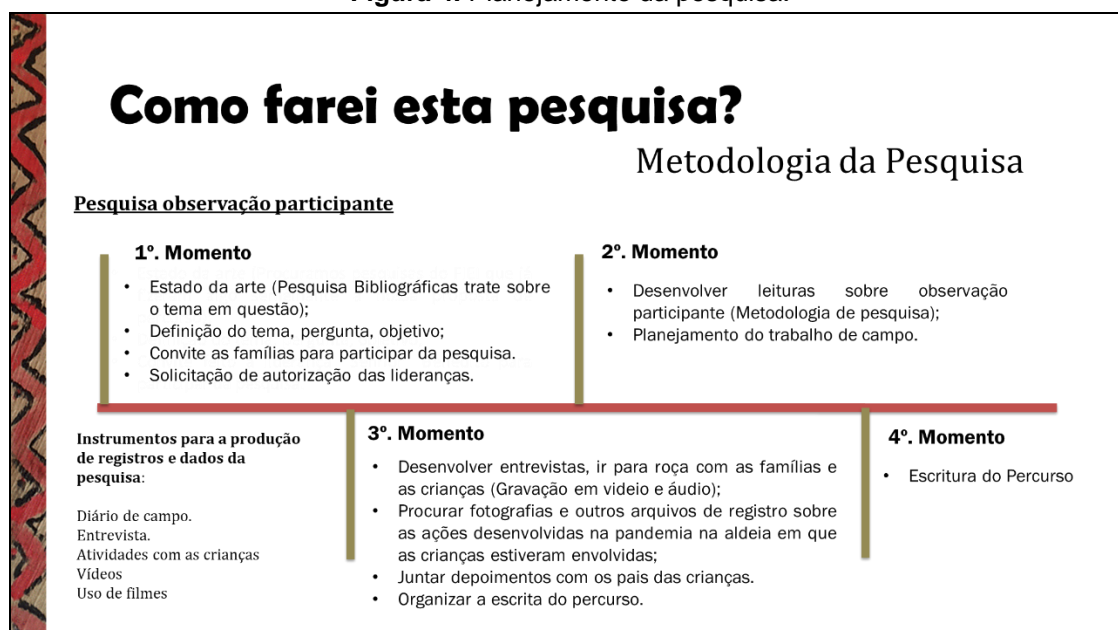 Como farei esta pesquisa?
Metodologia da Pesquisa
Pesquisa observação participante
1º. Momento
• Estado da arte (Pesquisa Bibliográficas trate sobre
o tema em questão);
• Definição do tema, pergunta, objetivo;
• Convite as famílias para participar da pesquisa.
• Solicitação de autorização das lideranças.
2º. Momento
• Desenvolver leituras sobre observação
participante (Metodologia de pesquisa);
• Planejamento do trabalho de campo.
Instrumentos para a produção
de registros e dados da
pesquisa:
Diário de campo.
Entrevista.
Atividades com as crianças
Vídeos
Uso de filmes
3º. Momento
• Desenvolver entrevistas, ir para roça com as famílias e
as crianças (Gravação em video e áudio);
• Procurar fotografias e outros arquivos de registro sobre
as ações desenvolvidas na pandemia na aldeia em que
as crianças estiveram envolvidas;
• Juntar depoimentos com os pais das crianças.
• Organizar a escrita do percurso.
4º. Momento
• Escritura do Percurso